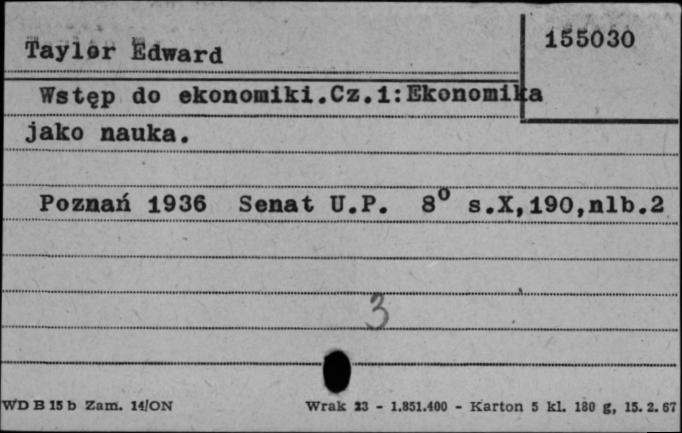 155030
Taylor Edward
Wstęp do ekonomiki.Cz.1:Ekonomika
jako nauka.
Poznań 1936 Senat U.P. 8º s.X,190,nlb.2
3
WD B 15 b Zam. 14/ON Wrak 23 - 1.851.400 - Karton 5 kl. 180 g, 15. 2. 67